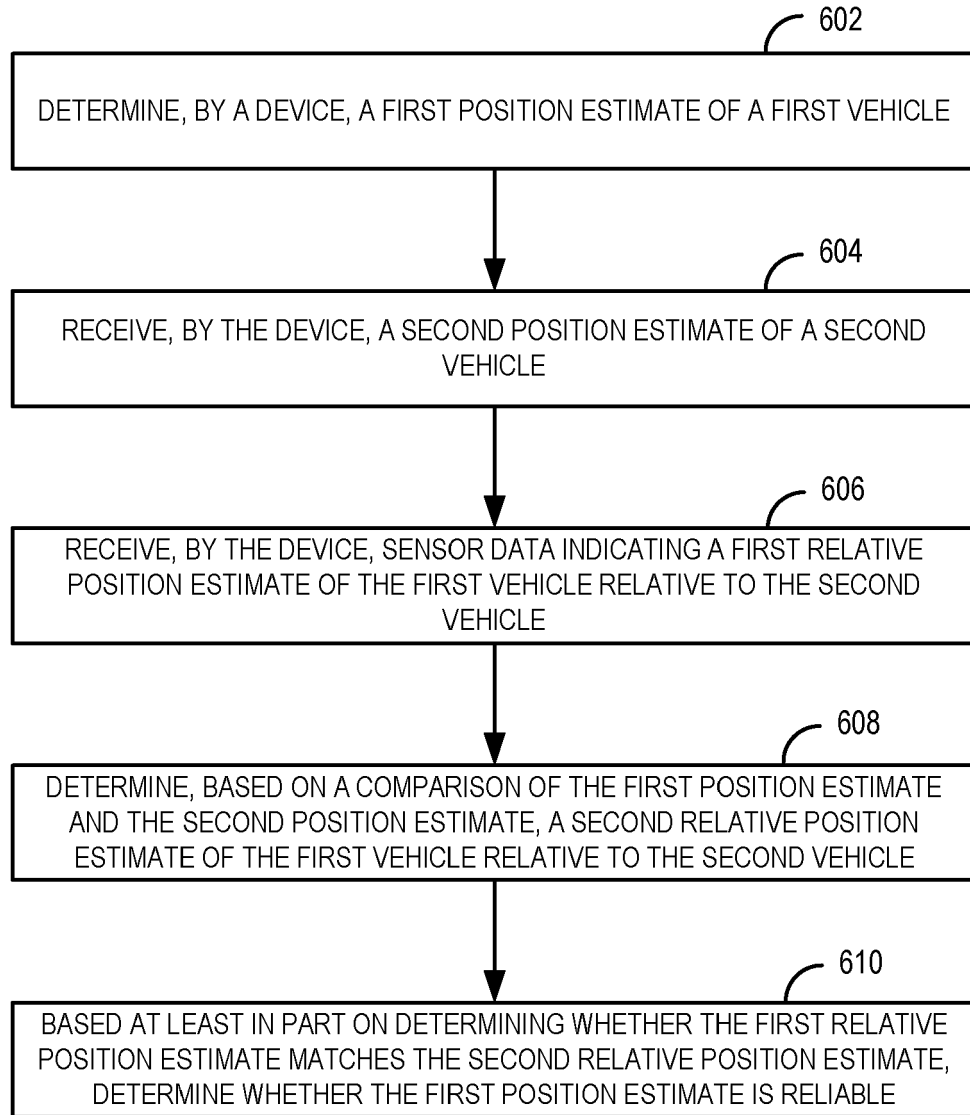 602
DETERMINE, BY A DEVICE, A FIRST POSITION ESTIMATE OF A FIRST VEHICLE
604
RECEIVE, BY THE DEVICE, A SECOND POSITION ESTIMATE OF A SECOND
VEHICLE
606
RECEIVE, BY THE DEVICE, SENSOR DATA INDICATING A FIRST RELATIVE
POSITION ESTIMATE OF THE FIRST VEHICLE RELATIVE TO THE SECOND
VEHICLE
608
DETERMINE, BASED ON A COMPARISON OF THE FIRST POSITION ESTIMATE
AND THE SECOND POSITION ESTIMATE, A SECOND RELATIVE POSITION
ESTIMATE OF THE FIRST VEHICLE RELATIVE TO THE SECOND VEHICLE
610
BASED AT LEAST IN PART ON DETERMINING WHETHER THE FIRST RELATIVE
POSITION ESTIMATE MATCHES THE SECOND RELATIVE POSITION ESTIMATE,
DETERMINE WHETHER THE FIRST POSITION ESTIMATE IS RELIABLE